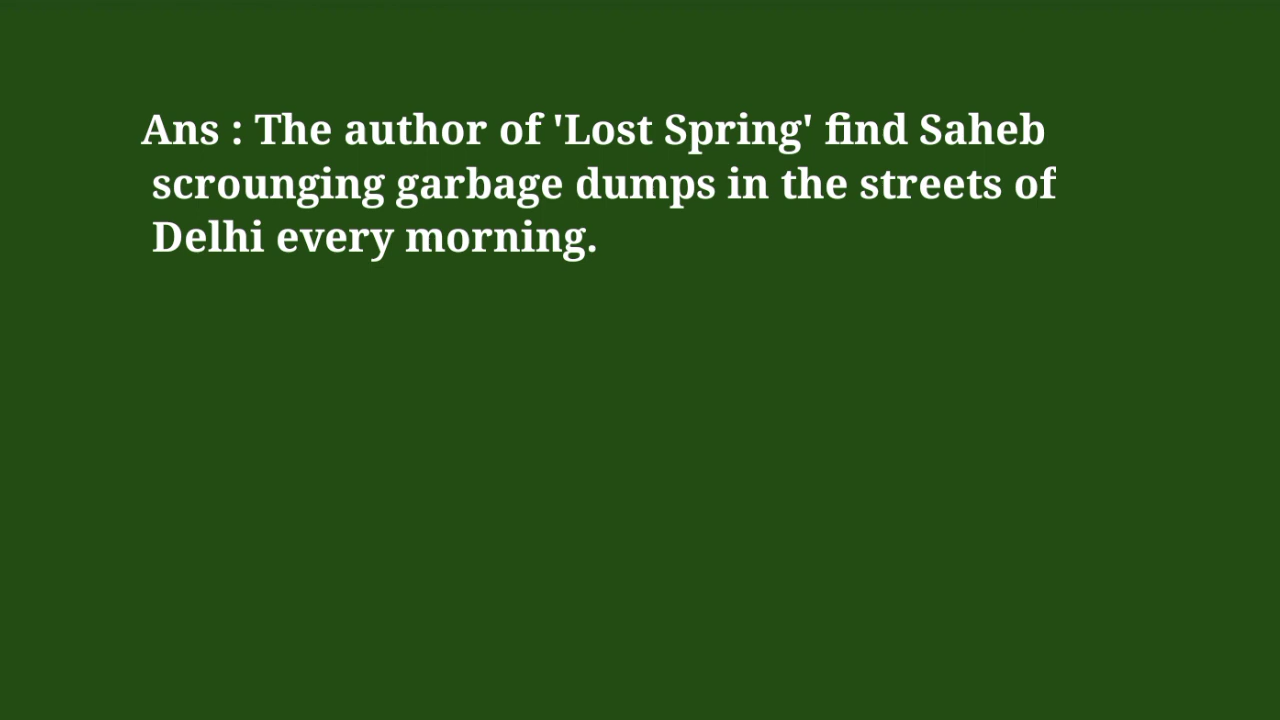 Ans : The author of 'Lost Spring' find Saheb
scrounging garbage dumps in the streets of
Delhi every morning.